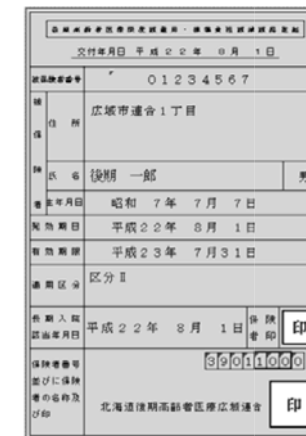 交付年月日 平成22年 8月 1日
被保険者番号 01234567
被保険者
住所 広域市連合1丁目
氏名 後期 一郎 男
生年月日 昭和 7年 7月 7日
発効期日 平成22年 8月 1日
有効期限 平成23年 7月31日
適用区分 区分Ⅱ
長期入院該当年月日 平成22年 8月 1日 保険者印 印
保険者番号並びに保険者の名称及び印 39011000
北海道後期高齢者医療広域連合 印